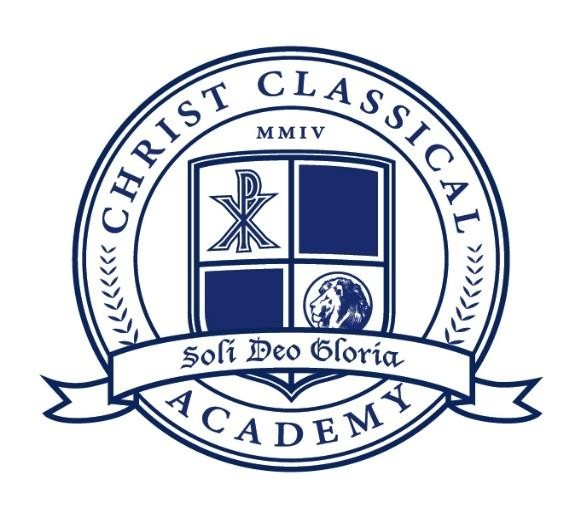 CHRIST CLASSICAL
MMIV
Soli Deo Gloria
ACADEMY